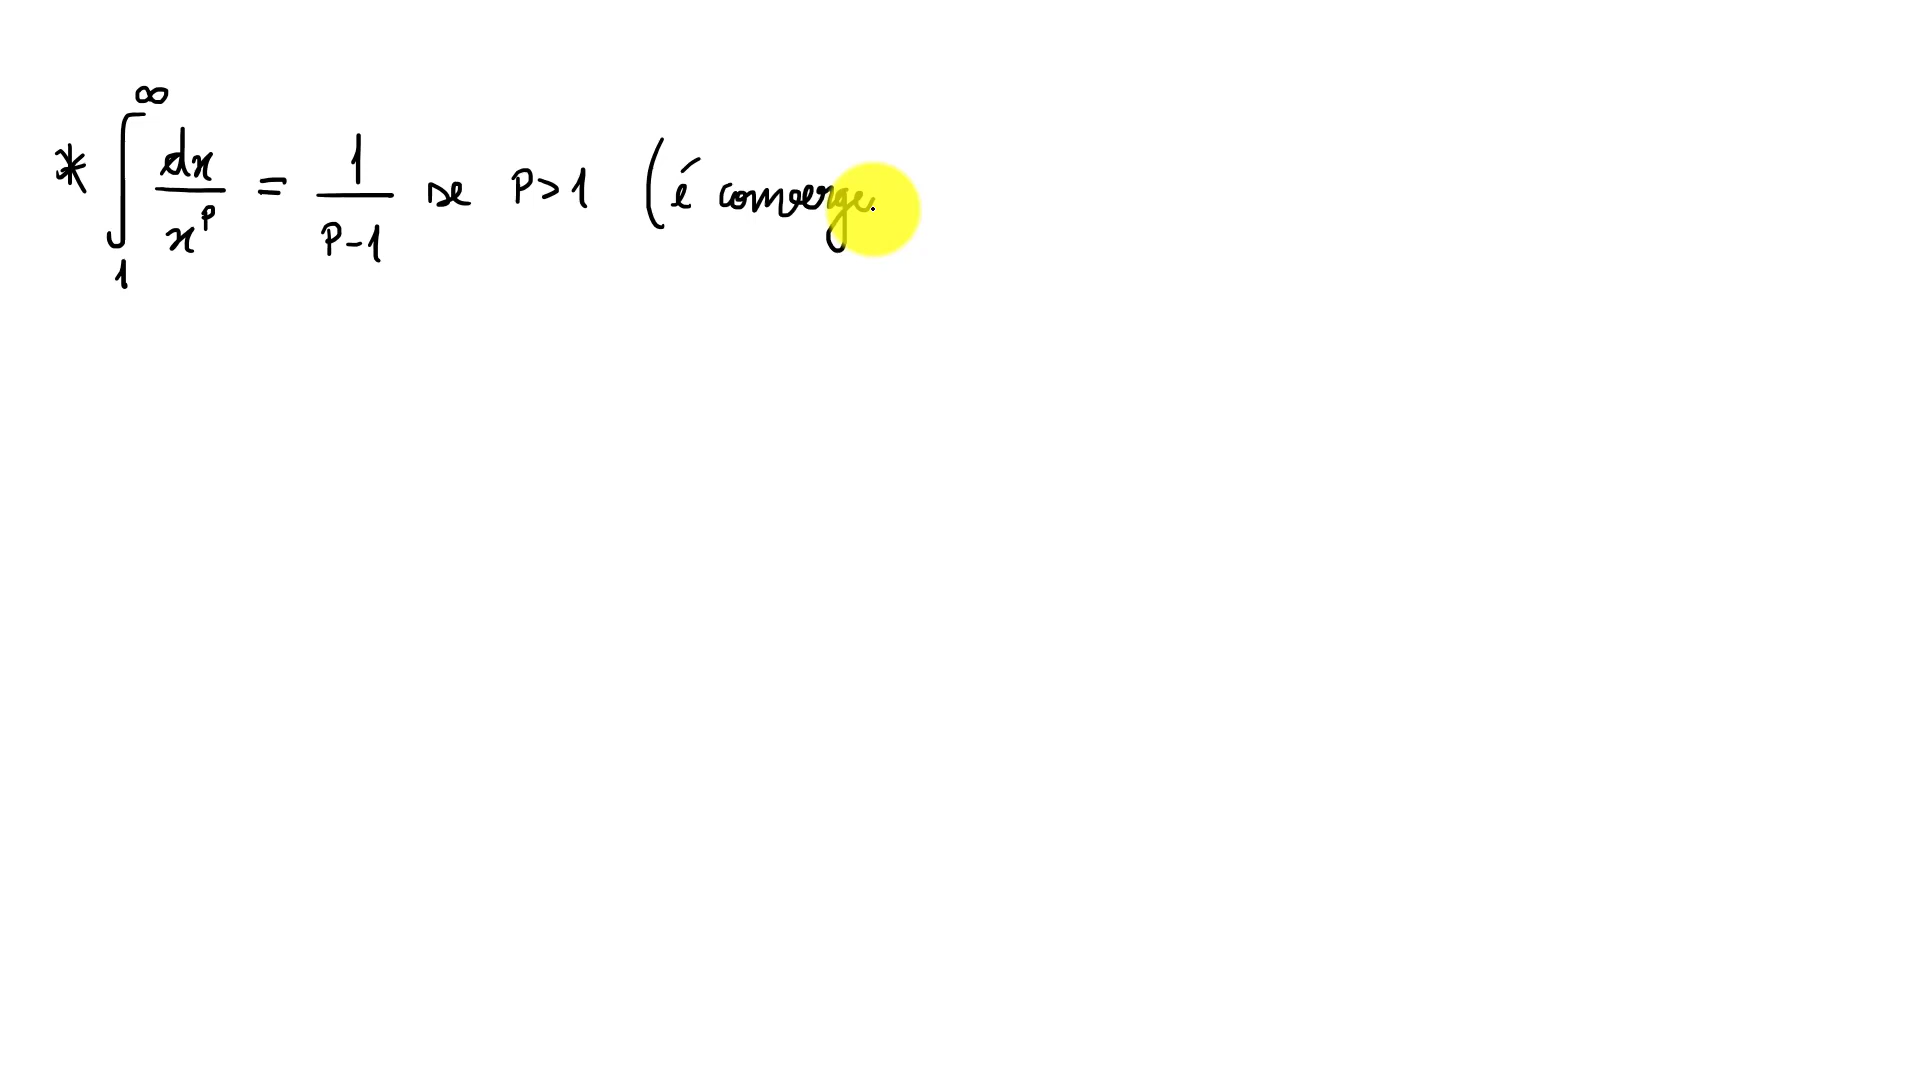 * ∫₁^∞ dx/x^p = 1/(p-1) se p>1 (é converge